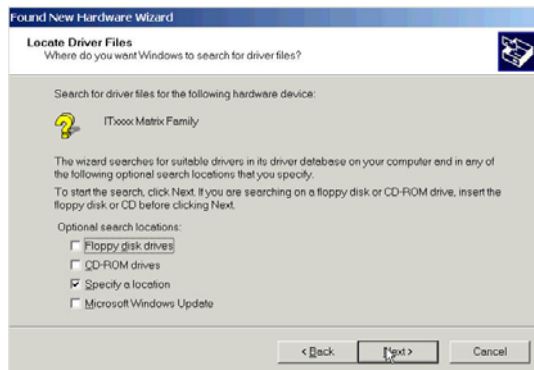 Found New Hardware Wizard
Locate Driver Files
Where do you want Windows to search for driver files?
Search for driver files for the following hardware device:
ITxxxx Matrix Family
The wizard searches for suitable drivers in its driver database on your computer and in any of
the following optional search locations that you specify.
To start the search, click Next. If you are searching on a floppy disk or CD-ROM drive, insert the
floppy disk or CD before clicking Next.
Optional search locations:
Floppy disk drives
CD-ROM drives
Specify a location
Microsoft Windows Update
< Back
Next >
Cancel